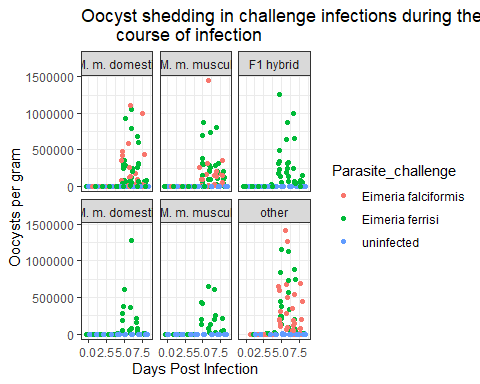 Oocyst shedding in challenge infections during the
course of infection
M. m. domest
M. m. muscul
F1 hybrid
1500000
1000000
500000
0
M. m. domest
M. m. muscul
other
1500000
1000000
500000
0
0.02.55.07.5 0.02.55.07.5 0.02.55.07.5
Oocysts per gram
Days Post Infection
Parasite_challenge
Eimeria falciformis
Eimeria ferrisi
uninfected